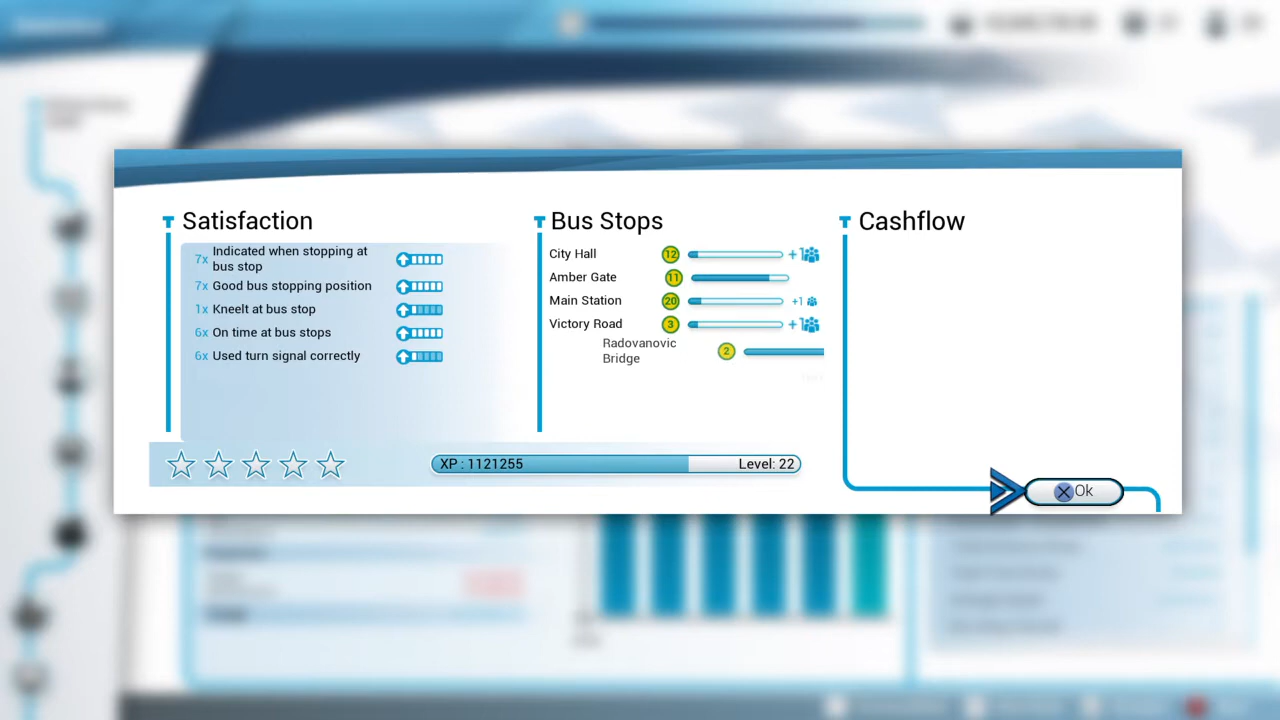 Satisfaction
7x Indicated when stopping at
bus stop
7x Good bus stopping position
1x Kneelt at bus stop
6x On time at bus stops
6x Used turn signal correctly
Bus Stops
City Hall 12 +1
Amber Gate 11
Main Station 20 +1
Victory Road 3 +1
Radovanovic
Bridge 2
Cashflow
XP : 1121255 Level: 22
Ok